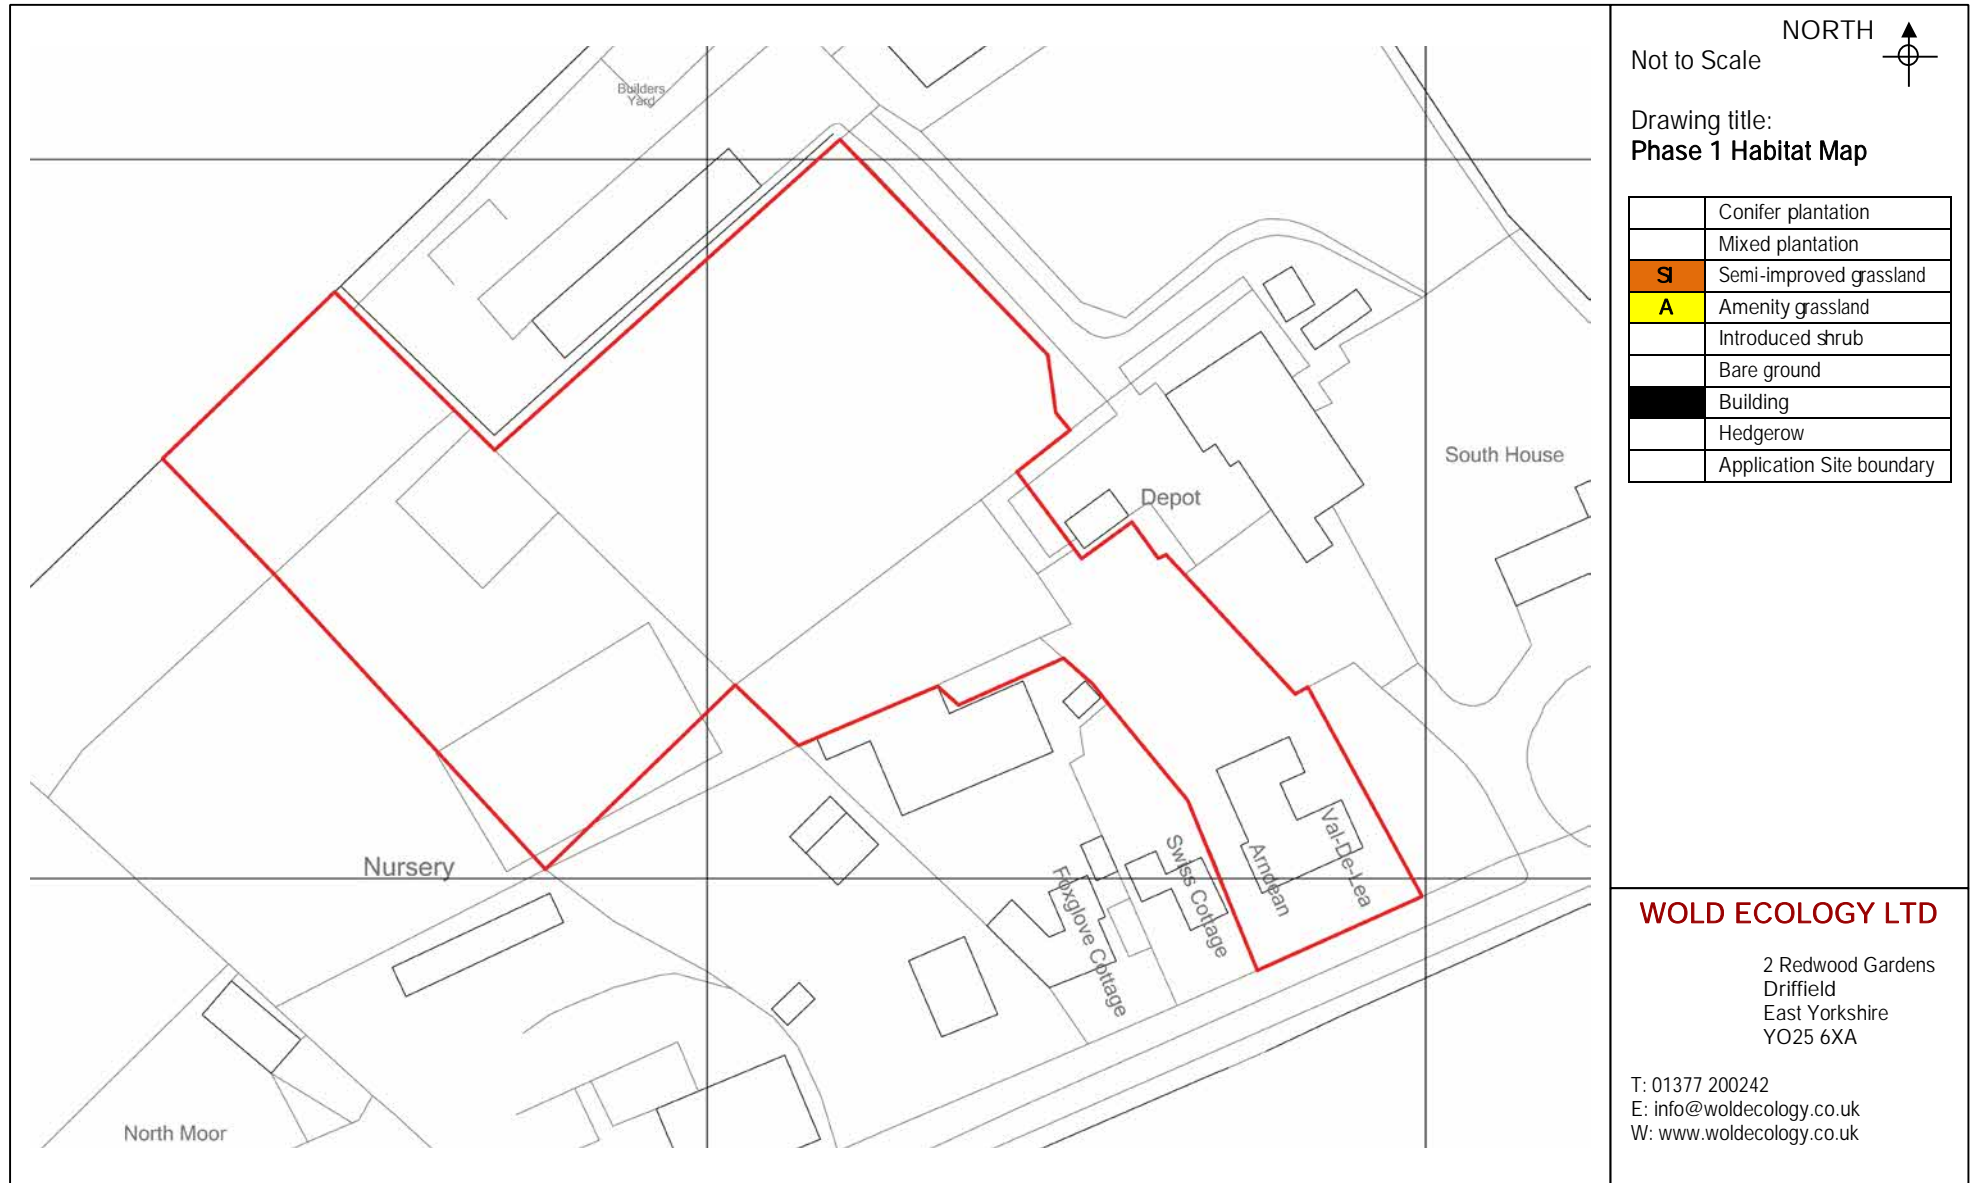 Builders
Yard
Depot
South House
Nursery
Foxglove Cottage
Swiss Cottage
Arndean
Val-De-Lea
North Moor
NORTH
Not to Scale
Drawing title:
Phase 1 Habitat Map
Conifer plantation
Mixed plantation
SI Semi-improved grassland
A Amenity grassland
Introduced shrub
Bare ground
Building
Hedgerow
Application Site boundary
WOLD ECOLOGY LTD
2 Redwood Gardens
Driffield
East Yorkshire
YO25 6XA
T: 01377 200242
E: info@woldecology.co.uk
W: www.woldecology.co.uk